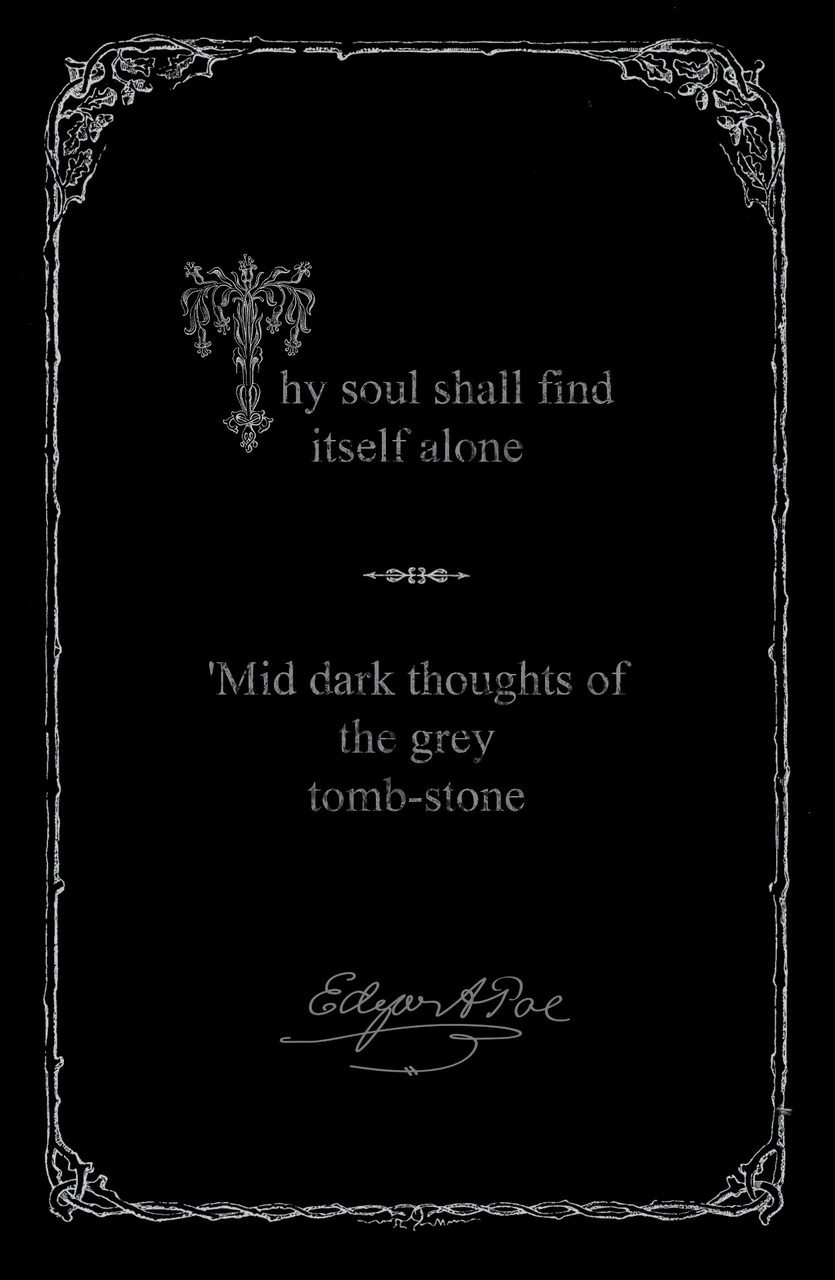 Thy soul shall find
itself alone
'Mid dark thoughts of
the grey
tomb-stone
Edgar A Poe